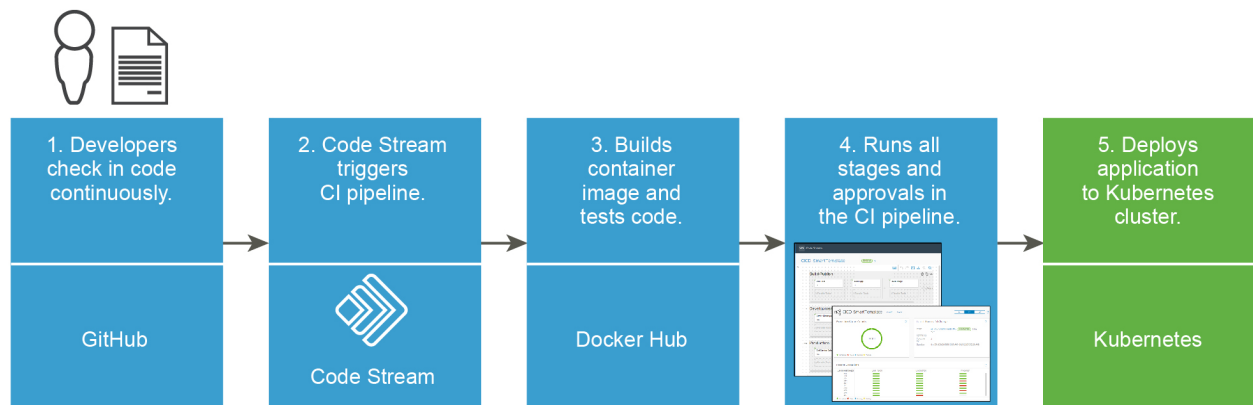 1. Developers
check in code
continuously.
2. Code Stream
triggers
CI pipeline.
3. Builds
container
image and
tests code.
4. Runs all
stages and
approvals in
the CI pipeline.
5. Deploys
application
to Kubernetes
cluster.
GitHub
Code Stream
Docker Hub
Kubernetes